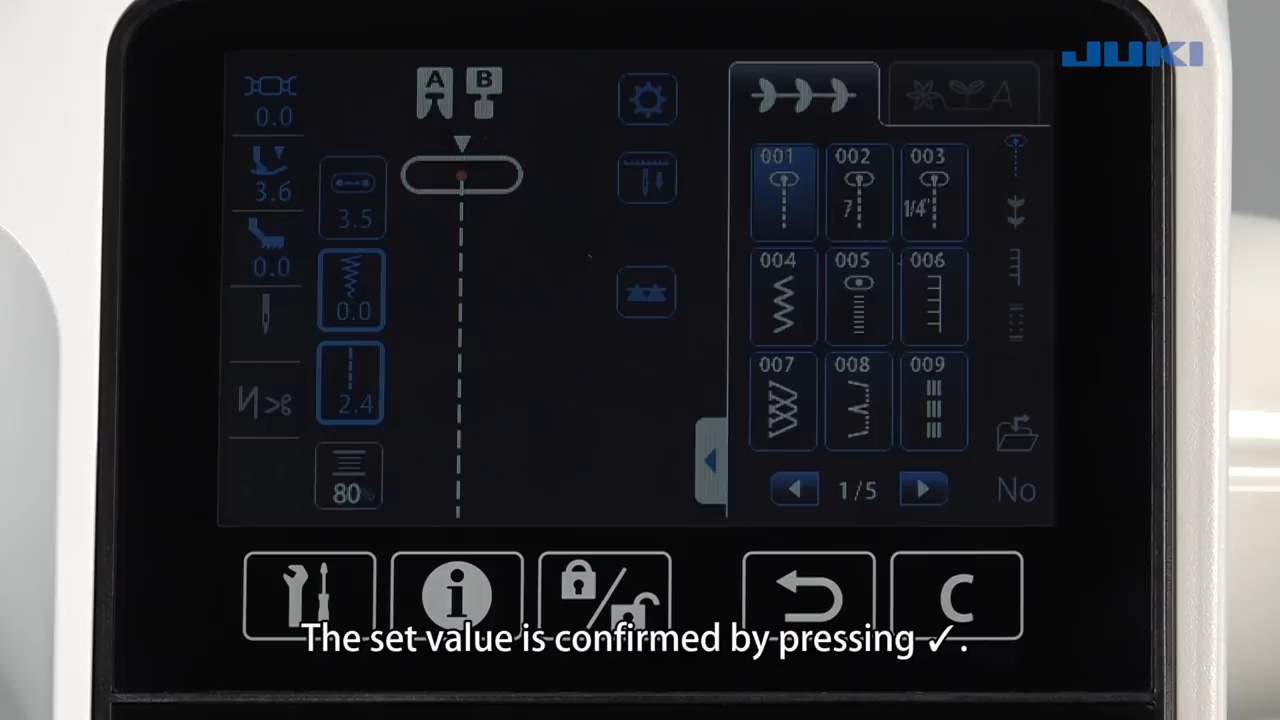 JUKI
A B
A
0.0
3.6
3.5
001 002 003
7 1/4"
0.0
0.0
004 005 006
2.4
007 008 009
80%
1/5
No
i
C
The set value is confirmed by pressing ✓.